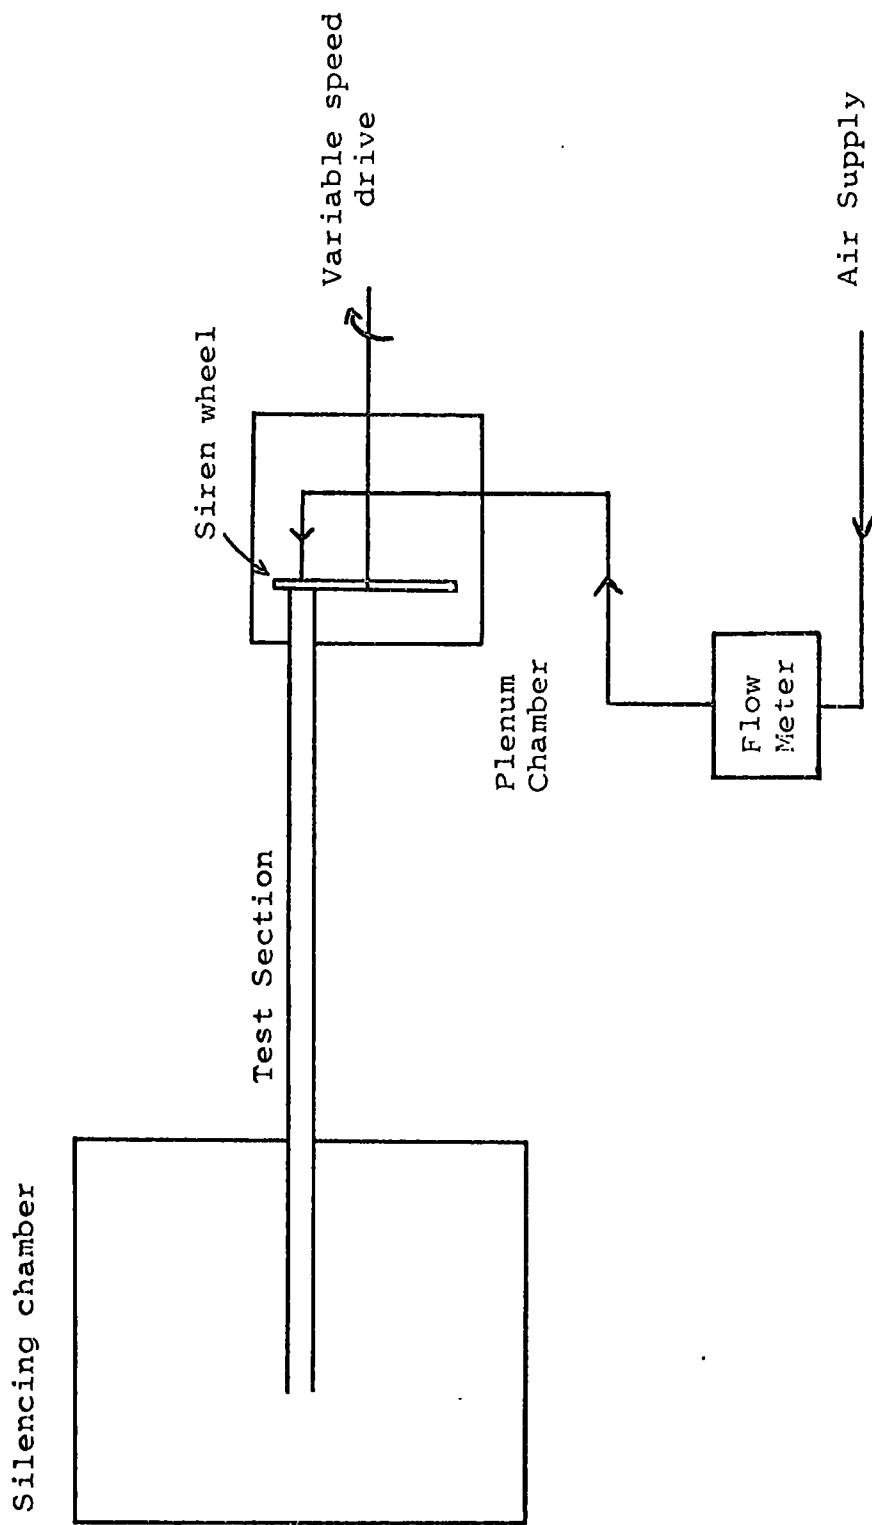 Silencing chamber
Test Section
Siren wheel
Variable speed
drive
Plenum
Chamber
Flow
Meter
Air Supply